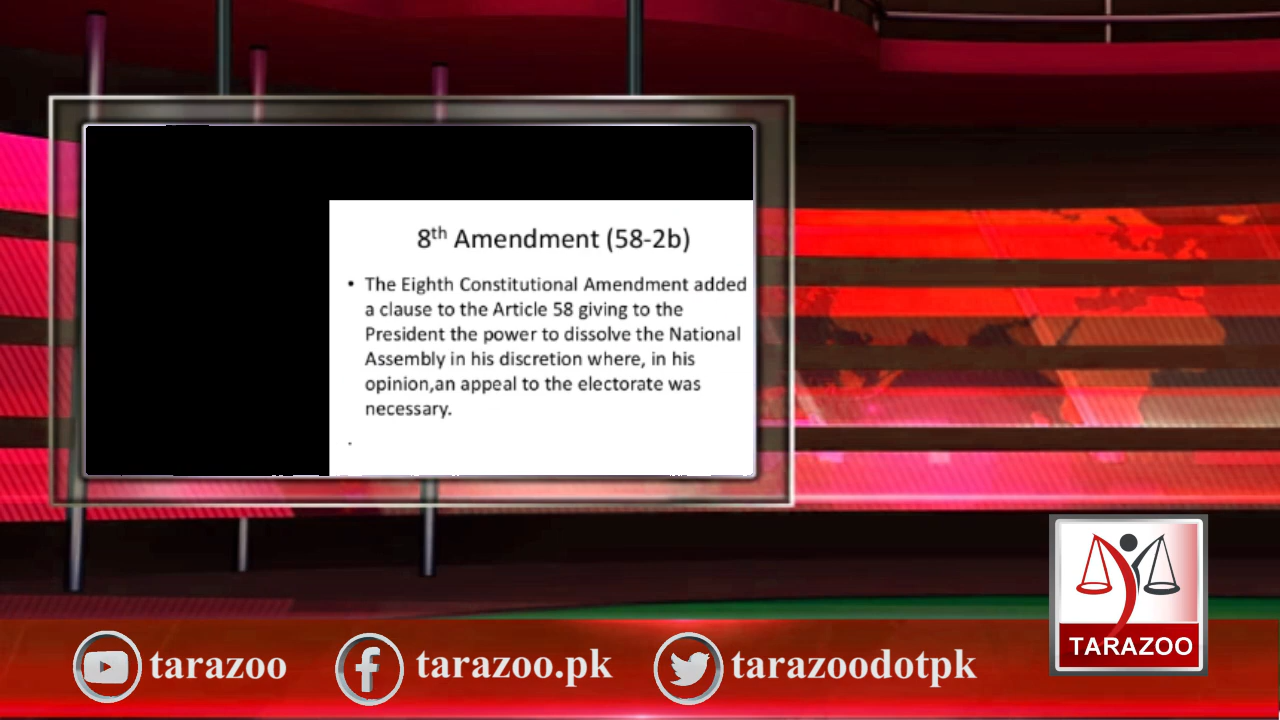 8th Amendment (58-2b)
• The Eighth Constitutional Amendment added
a clause to the Article 58 giving to the
President the power to dissolve the National
Assembly in his discretion where, in his
opinion,an appeal to the electorate was
necessary.
.
TARAZOO
tarazoo
tarazoo.pk
tarazoodotpk